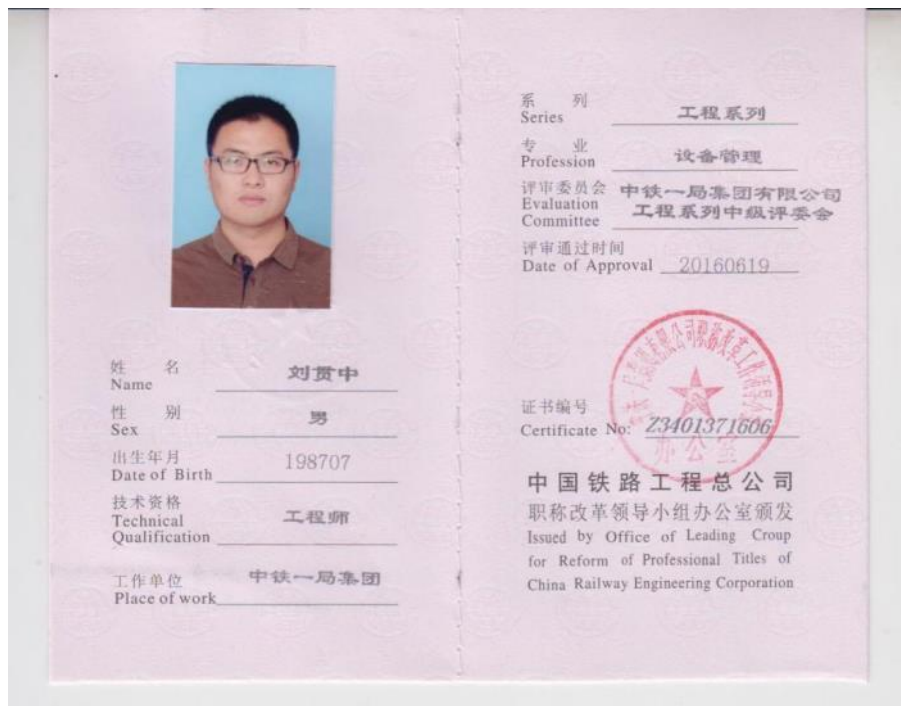 姓 名 刘贯中
Name
性 别 男
Sex
出生年月 198707
Date of Birth
技术资格
Technical 工程师
Qualification
工作单位 中铁一局集团
Place of work
系 列 工程系列
Series
专 业 设备管理
Profession
评审委员会 中铁一局集团有限公司
Evaluation 工程系列中级评委会
Committee
评审通过时间
Date of Approval 20160619
证书编号
Certificate No: Z3401371606
办公室
中国铁路工程总公司
职称改革领导小组办公室颁发
Issued by Office of Leading Croup
for Reform of Professional Titles of
China Railway Engineering Corporation